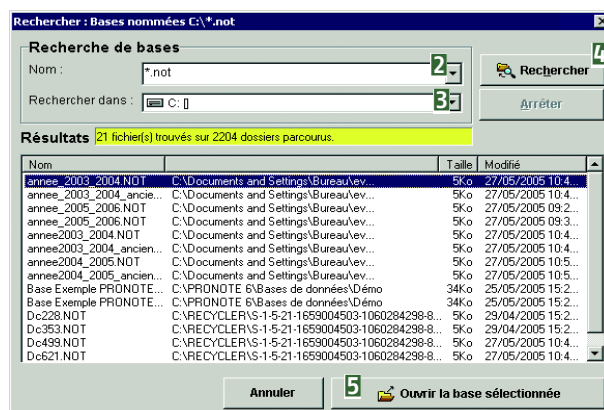 Rechercher : Bases nommées C:\*.not
Recherche de bases
Nom : *.not 2
4 Rechercher
Rechercher dans : C: [] 3
Arrêter
Résultats 21 fichier(s) trouvés sur 2204 dossiers parcourus.
Nom Taille Modifié
annee_2003_2004.NOT C:\Documents and Settings\Bureau\ev... 5Ko 27/05/2005 10:4...
annee_2003_2004_ancie... C:\Documents and Settings\Bureau\ev... 5Ko 27/05/2005 10:4...
annee_2005_2006.NOT C:\Documents and Settings\Bureau\ev... 5Ko 27/05/2005 09:2...
annee_2005_2006.NOT C:\Documents and Settings\Bureau\ev... 5Ko 27/05/2005 09:3...
annee2003_2004.NOT C:\Documents and Settings\Bureau\ev... 5Ko 27/05/2005 10:4...
annee2003_2004_ancien... C:\Documents and Settings\Bureau\ev... 5Ko 27/05/2005 10:4...
annee2004_2005.NOT C:\Documents and Settings\Bureau\ev... 5Ko 27/05/2005 10:5...
annee2004_2005_ancien... C:\Documents and Settings\Bureau\ev... 5Ko 27/05/2005 10:5...
Base Exemple PRONOTE... C:\PRONOTE 6\Bases de données\Démo 34Ko 25/05/2005 15:2...
Base Exemple PRONOTE... C:\PRONOTE 6\Bases de données\Démo 34Ko 25/05/2005 15:2...
Dc228.NOT C:\RECYCLER\S-1-5-21-1659004503-1060284298-8... 5Ko 29/04/2005 15:2...
Dc353.NOT C:\RECYCLER\S-1-5-21-1659004503-1060284298-8... 5Ko 29/04/2005 15:2...
Dc499.NOT C:\RECYCLER\S-1-5-21-1659004503-1060284298-8... 5Ko 27/05/2005 10:4...
Dc621.NOT C:\RECYCLER\S-1-5-21-1659004503-1060284298-8... 5Ko 27/05/2005 10:4...
Annuler
5 Ouvrir la base sélectionnée